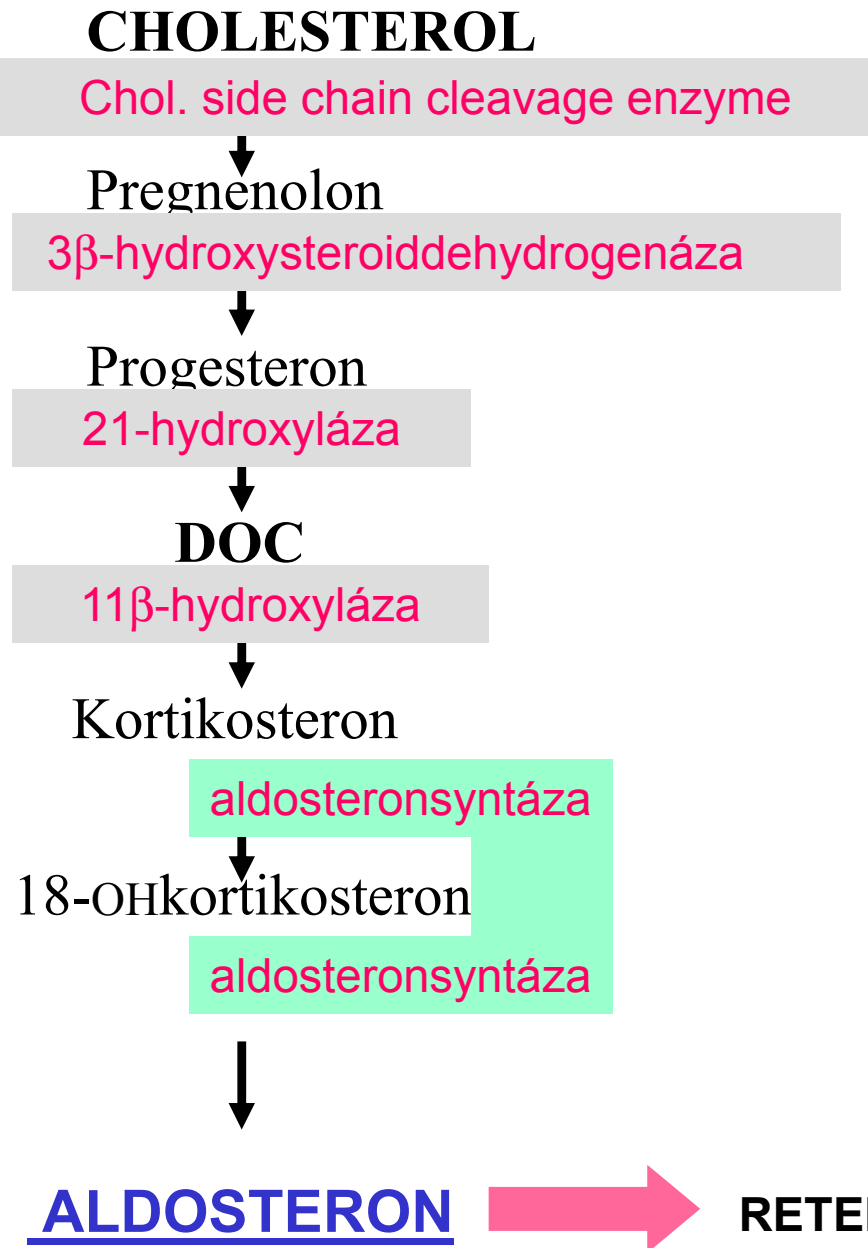 CHOLESTEROL
Chol. side chain cleavage enzyme
Pregnenolon
3β-hydroxysteroiddehydrogenáza
Progesteron
21-hydroxyláza
DOC
11β-hydroxyláza
Kortikosteron
aldosteronsyntáza
18-OHkortikosteron
aldosteronsyntáza
ALDOSTERON